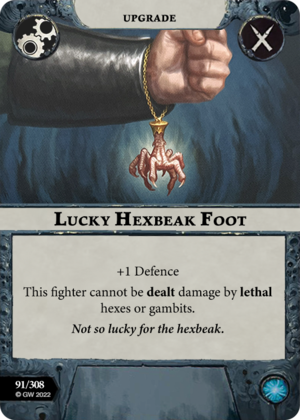 UPGRADE
LUCKY HEXBEAK FOOT
+1 Defence
This fighter cannot be dealt damage by lethal
hexes or gambits.
Not so lucky for the hexbeak.
91/308
© GW 2022